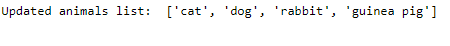 Updated animals list:  ['cat', 'dog', 'rabbit', 'guinea pig']